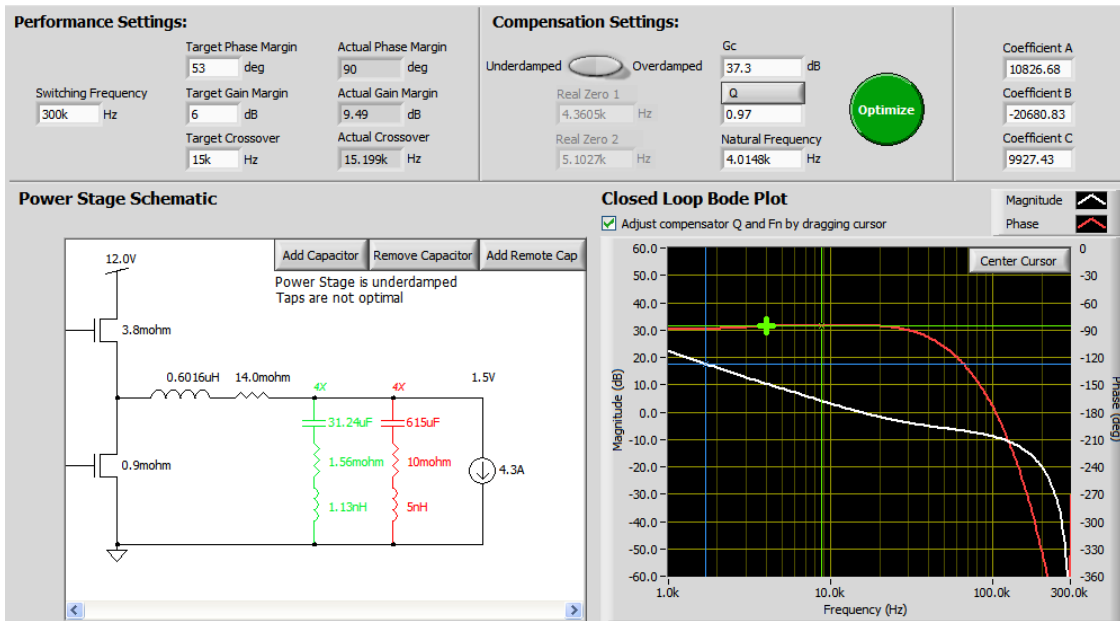 Performance Settings:
Target Phase Margin
53 deg
Actual Phase Margin
90 deg
Switching Frequency
300k Hz
Target Gain Margin
6 dB
Actual Gain Margin
9.49 dB
Target Crossover
15k Hz
Actual Crossover
15.199k Hz
Compensation Settings:
Underdamped Overdamped
Gc
37.3 dB
Real Zero 1
4.3605k Hz
Q
0.97
Real Zero 2
5.1027k Hz
Natural Frequency
4.0148k Hz
Optimize
Coefficient A
10826.68
Coefficient B
-20680.83
Coefficient C
9927.43
Power Stage Schematic
Add Capacitor Remove Capacitor Add Remote Cap
Power Stage is underdamped
Taps are not optimal
12.0V
3.8mohm
0.6016uH 14.0mohm
4X 4X 1.5V
31.24uF 615uF
0.9mohm 1.56mohm 10mohm 4.3A
1.13nH 5nH
Closed Loop Bode Plot
Magnitude
Phase
Adjust compensator Q and Fn by dragging cursor
Center Cursor
Magnitude (dB)
60.0
50.0
40.0
30.0
20.0
10.0
0.0
-10.0
-20.0
-30.0
-40.0
-50.0
-60.0
0
-30
-60
-90
-120
-150
-180
-210
-240
-270
-300
-330
-360
Phase (deg)
1.0k 10.0k 100.0k 300.0k
Frequency (Hz)